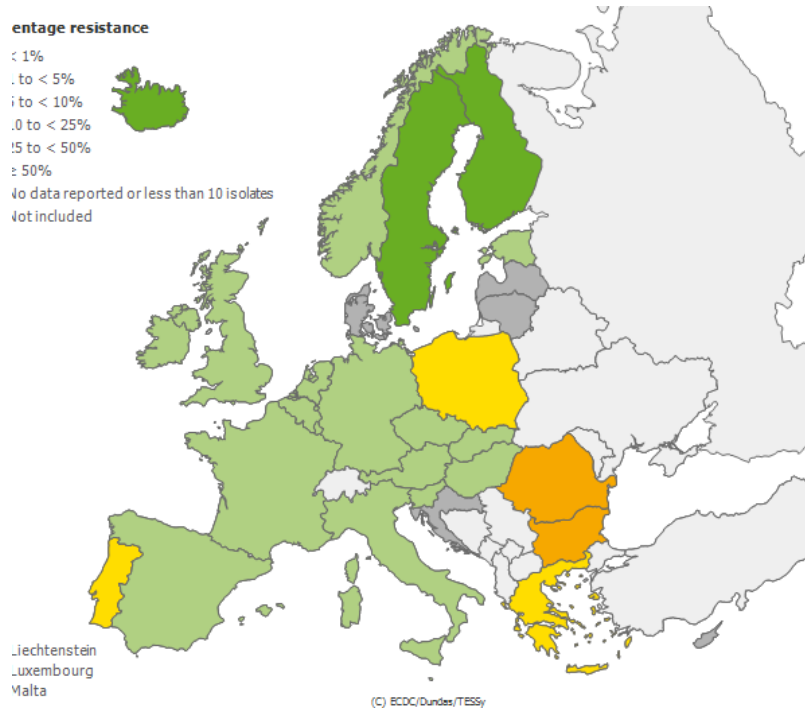 entage resistance
< 1%
to < 5%
to < 10%
.0 to < 25%
25 to < 50%
≥ 50%
No data reported or less than 10 isolates
Not included
Liechtenstein
Luxembourg
Malta
(C) ECDC/Dundas/TESSy